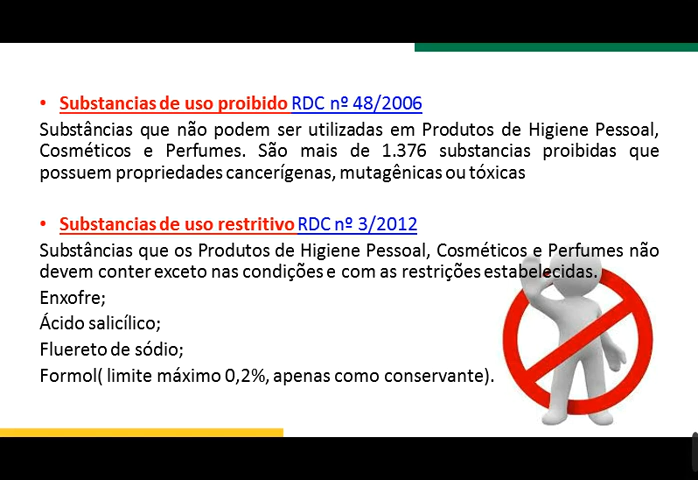 • Substancias de uso proibido RDC nº 48/2006
Substâncias que não podem ser utilizadas em Produtos de Higiene Pessoal,
Cosméticos e Perfumes. São mais de 1.376 substancias proibidas que
possuem propriedades cancerígenas, mutagênicas ou tóxicas
• Substancias de uso restritivo RDC nº 3/2012
Substâncias que os Produtos de Higiene Pessoal, Cosméticos e Perfumes não
devem conter exceto nas condições e com as restrições estabelecidas.
Enxofre;
Ácido salicílico;
Fluereto de sódio;
Formol( limite máximo 0,2%, apenas como conservante).